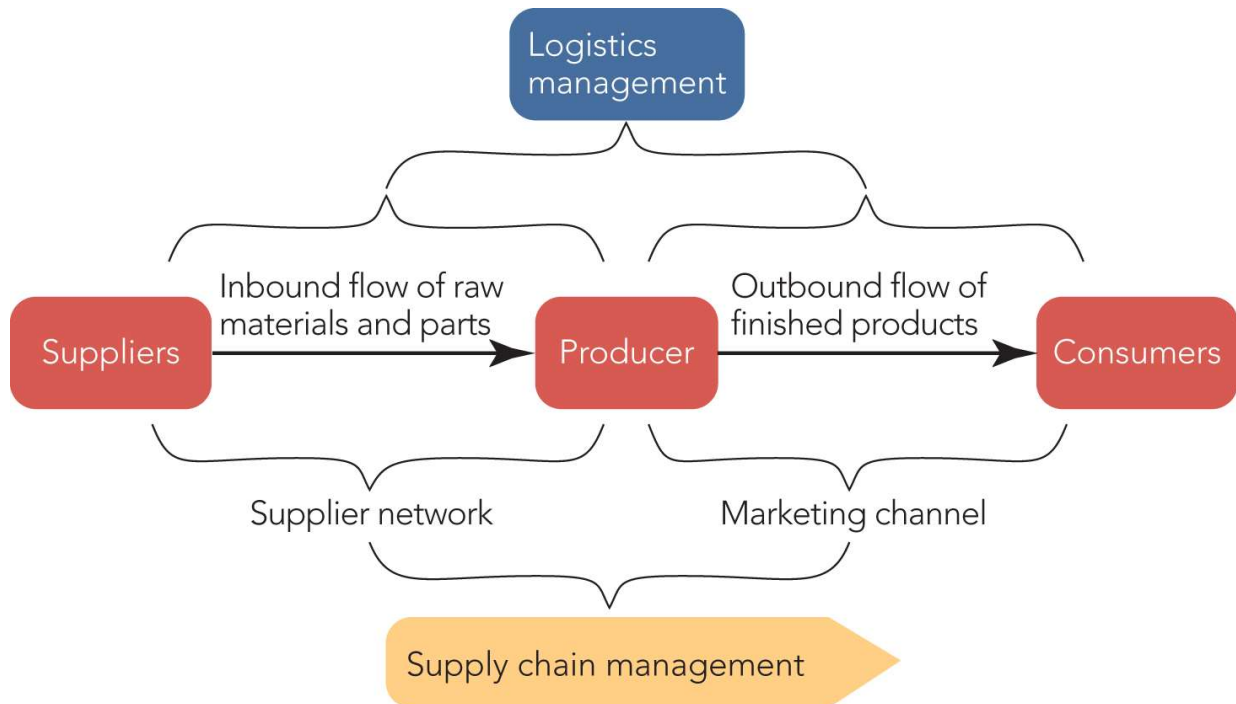 Logistics
management
Inbound flow of raw
materials and parts
Outbound flow of
finished products
Suppliers
Producer
Consumers
Supplier network
Marketing channel
Supply chain management